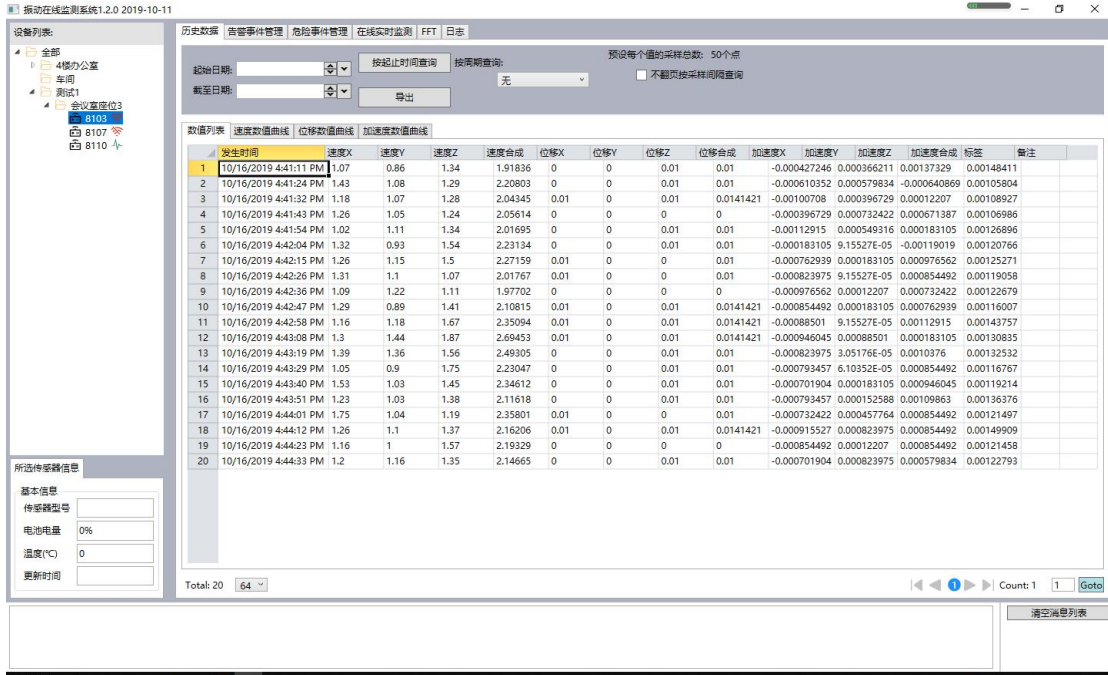 振动在线监测系统1.2.0 2019-10-11
设备列表:
全部
4楼办公室
车间
测试1
会议室座位3
8103
8107
8110
历史数据 告警事件管理 危险事件管理 在线实时监测 FFT 日志
起始日期: 按起止时间查询 按周期查询: 预设每个值的采样总数: 50个点
无 不翻页按采样间隔查询
截至日期: 导出
数值列表 速度数值曲线 位移数值曲线 加速度数值曲线
发生时间 速度X 速度Y 速度Z 速度合成 位移X 位移Y 位移Z 位移合成 加速度X 加速度Y 加速度Z 加速度合成 标签 备注
1 10/16/2019 4:41:11 PM 1.07 0.86 1.34 1.91836 0 0 0.01 0.01 -0.000427246 0.000366211 0.00137329 0.00148411
2 10/16/2019 4:41:24 PM 1.43 1.08 1.29 2.20803 0 0 0.01 0.01 -0.000610352 0.000579834 -0.000640869 0.00105804
3 10/16/2019 4:41:32 PM 1.18 1.07 1.28 2.04345 0.01 0 0.01 0.0141421 -0.00100708 0.000396729 0.00012207 0.00108927
4 10/16/2019 4:41:43 PM 1.26 1.05 1.24 2.05614 0 0 0 0 -0.000396729 0.000732422 0.000671387 0.00106986
5 10/16/2019 4:41:54 PM 1.02 1.11 1.34 2.01695 0 0 0.01 0.01 -0.00112915 0.000549316 0.000183105 0.00126896
6 10/16/2019 4:42:04 PM 1.32 0.93 1.54 2.23134 0 0 0.01 0.01 -0.000183105 9.15527E-05 -0.00119019 0.00120766
7 10/16/2019 4:42:15 PM 1.26 1.15 1.5 2.27159 0.01 0 0 0.01 -0.000762939 0.000183105 0.000976562 0.00125271
8 10/16/2019 4:42:26 PM 1.31 1.1 1.07 2.01767 0.01 0 0 0.01 -0.000823975 9.15527E-05 0.000854492 0.00119058
9 10/16/2019 4:42:36 PM 1.09 1.22 1.11 1.97702 0 0 0 0 -0.000976562 0.00012207 0.000732422 0.00122679
10 10/16/2019 4:42:47 PM 1.29 0.89 1.41 2.10815 0.01 0 0.01 0.0141421 -0.000854492 0.000183105 0.000762939 0.00116007
11 10/16/2019 4:42:58 PM 1.16 1.18 1.67 2.35094 0.01 0 0.01 0.0141421 -0.00088501 9.15527E-05 0.00112915 0.00143757
12 10/16/2019 4:43:08 PM 1.3 1.44 1.87 2.69453 0.01 0 0.01 0.0141421 -0.000946045 0.00088501 0.000183105 0.00130835
13 10/16/2019 4:43:19 PM 1.39 1.36 1.56 2.49305 0 0 0.01 0.01 -0.000823975 3.05176E-05 0.0010376 0.00132532
14 10/16/2019 4:43:29 PM 1.05 0.9 1.75 2.23047 0 0 0.01 0.01 -0.000793457 6.10352E-05 0.000854492 0.00116767
15 10/16/2019 4:43:40 PM 1.53 1.03 1.45 2.34612 0 0 0.01 0.01 -0.000701904 0.000183105 0.000946045 0.00119214
16 10/16/2019 4:43:51 PM 1.23 1.03 1.38 2.11618 0 0 0.01 0.01 -0.000793457 0.000152588 0.00109863 0.00136376
17 10/16/2019 4:44:01 PM 1.75 1.04 1.19 2.35801 0.01 0 0 0.01 -0.000732422 0.000457764 0.000854492 0.00121497
18 10/16/2019 4:44:12 PM 1.26 1.1 1.37 2.16206 0.01 0 0.01 0.0141421 -0.000915527 0.000823975 0.000854492 0.00149909
19 10/16/2019 4:44:23 PM 1.16 1 1.57 2.19329 0 0 0 0 -0.000854492 0.00012207 0.000854492 0.00121458
20 10/16/2019 4:44:33 PM 1.2 1.16 1.35 2.14665 0 0 0.01 0.01 -0.000701904 0.000823975 0.000579834 0.00122793
所选传感器信息
基本信息
传感器型号
电池电量 0%
温度(℃) 0
更新时间
Total: 20 64 1 Count: 1 1 Goto
清空消息列表